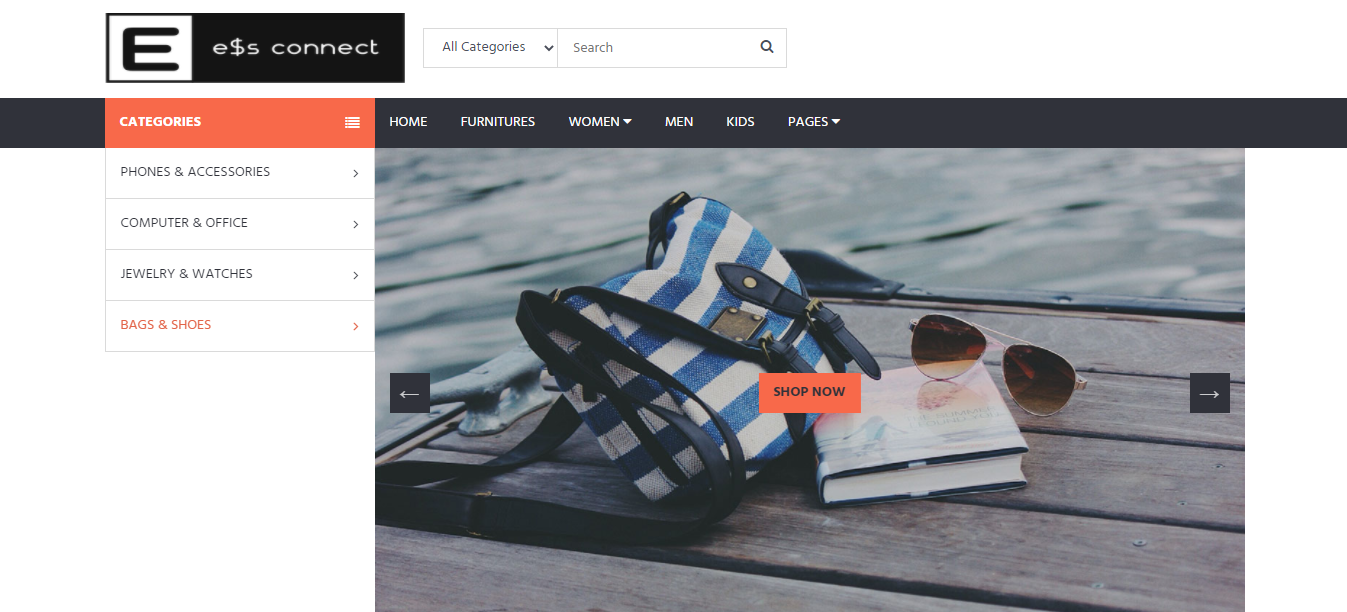 E
e$s connect
All Categories
Search
CATEGORIES
HOME FURNITURES WOMEN MEN KIDS PAGES
PHONES & ACCESSORIES
COMPUTER & OFFICE
JEWELRY & WATCHES
BAGS & SHOES
← SHOP NOW →